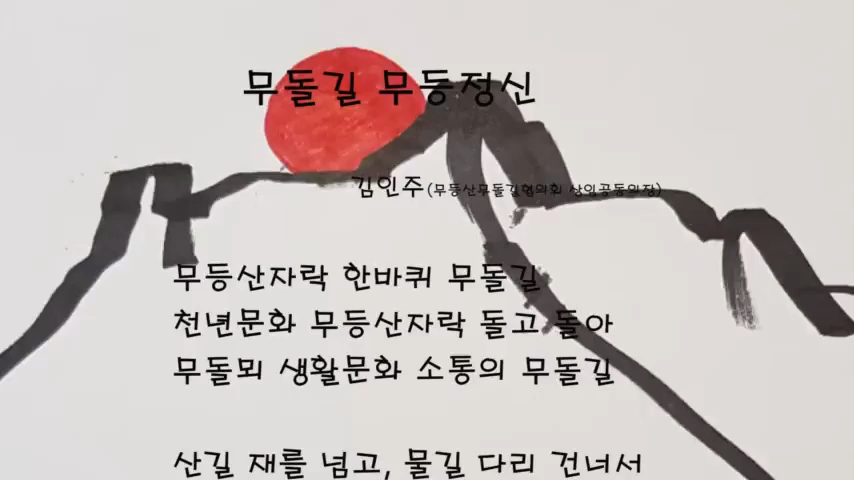 무돌길 무등정신
김인주(무등산무돌길협의회 상임공동의장)
무등산자락 한바퀴 무돌길
천년문화 무등산자락 돌고 돌아
무돌뫼 생활문화 소통의 무돌길
산길 재를 넘고, 물길 다리 건너서